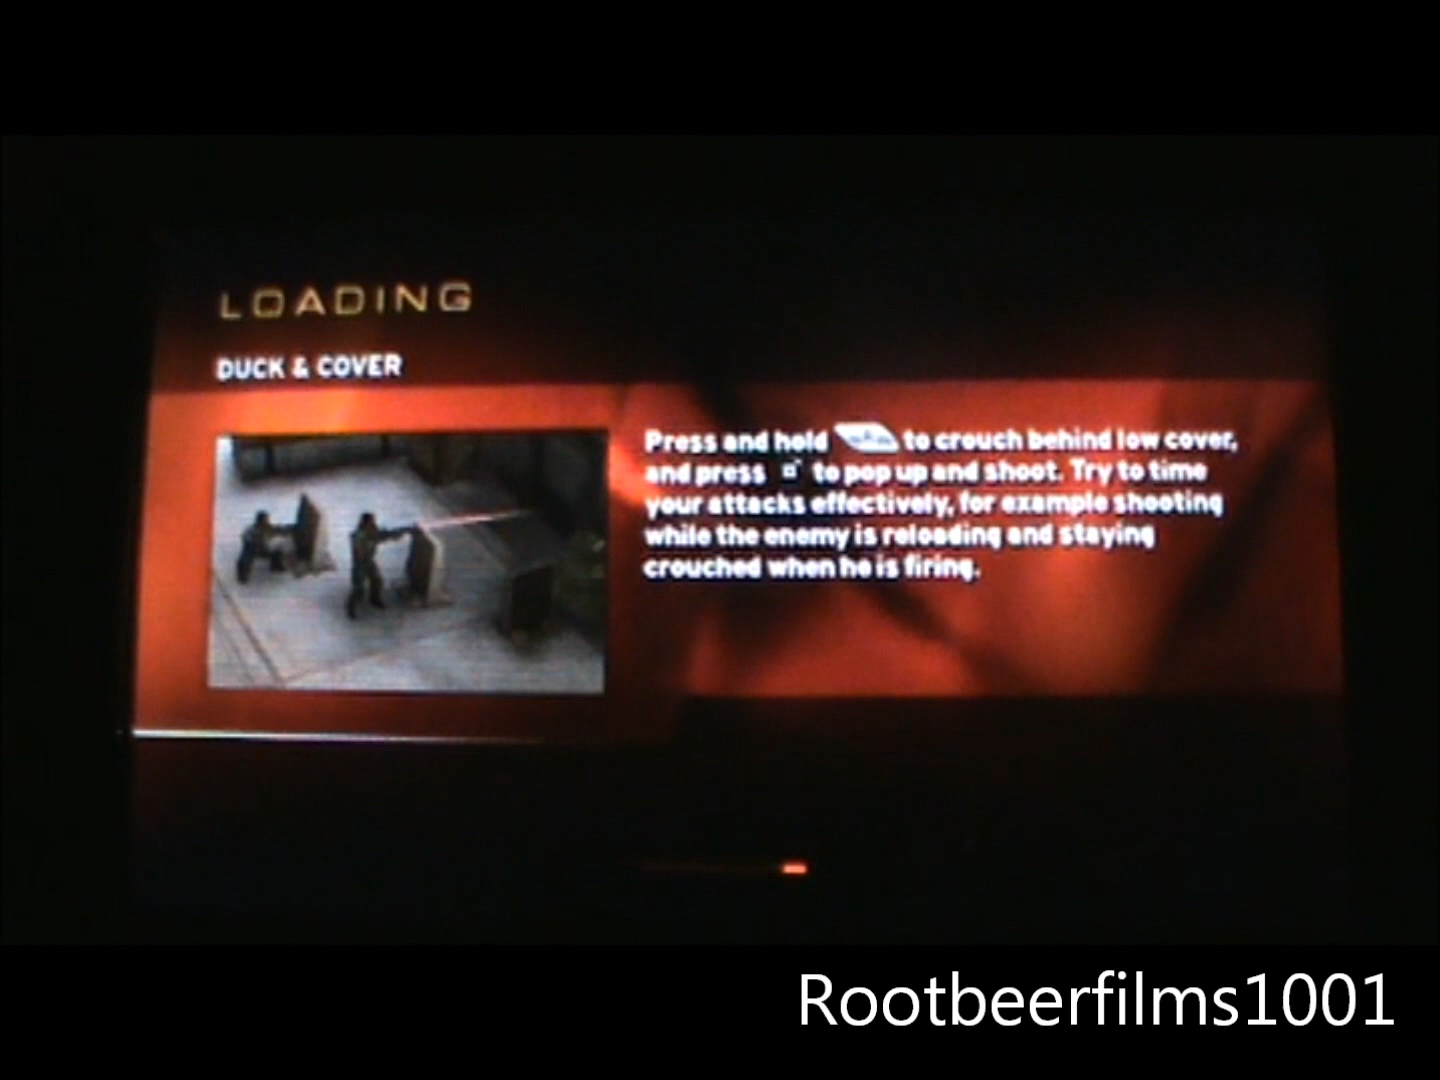 LOADING
DUCK & COVER
Press and hold to crouch behind low cover,
and press to pop up and shoot. Try to time
your attacks effectively, for example shooting
while the enemy is reloading and staying
crouched when he is firing.
Rootbeerfilms1001